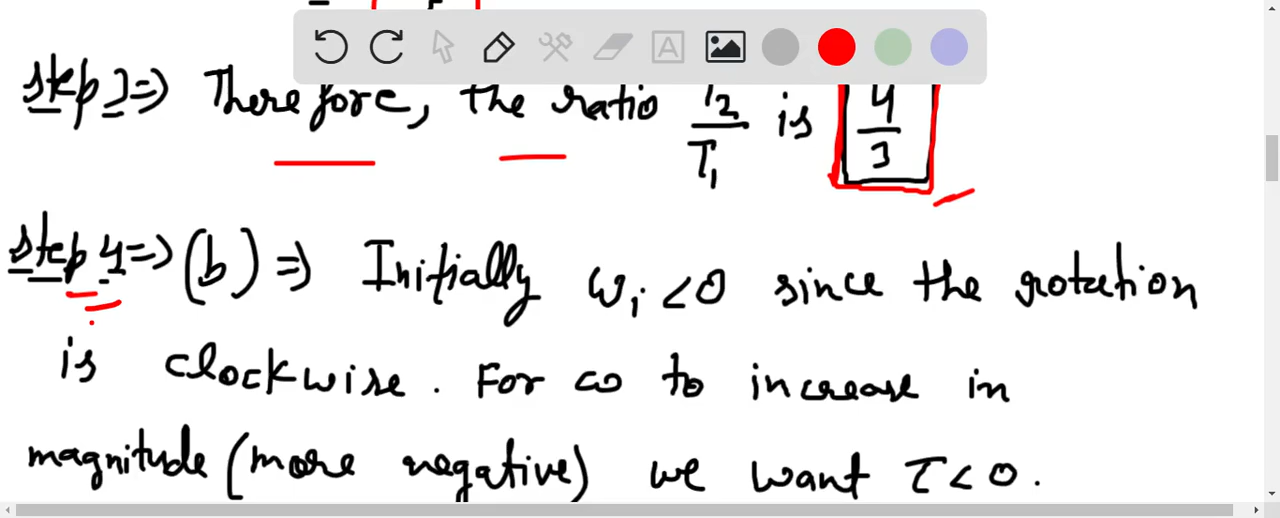 step 3=> Therefore, the ratio T2/T1 is 4/3
step 4=> (b) => Initially ωi <0 since the rotation
is clockwise. For ω to increase in
magnitude (more negative) we want τ<0.